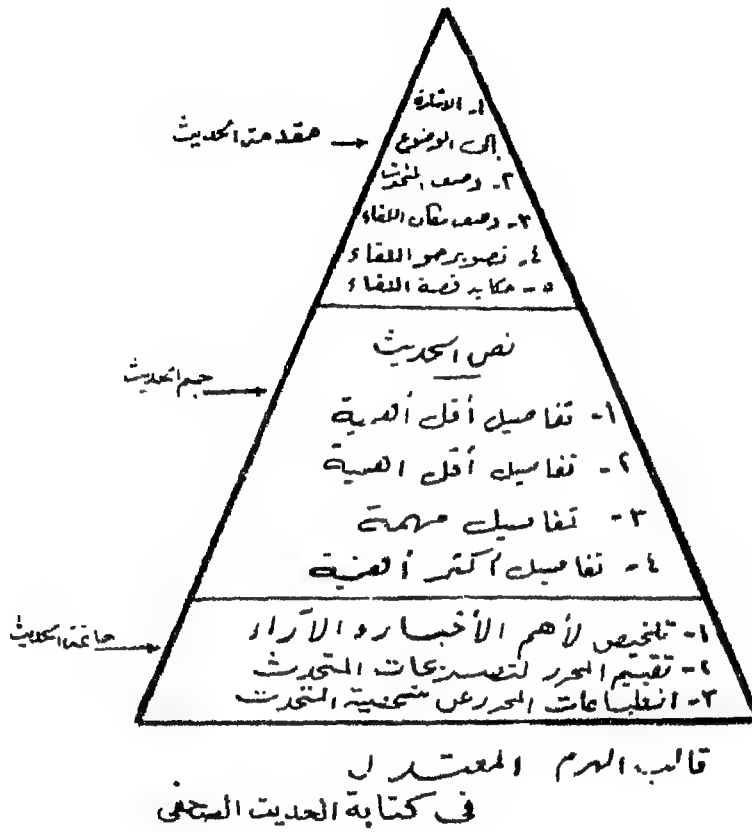 ١- الإشارة
إلى الموضوع
مقدمة الحديث
٢- وصف المتحدث
٣- وصف مكان اللقاء
٤- تصوير جو اللقاء
٥- حكاية قصة اللقاء
نص الحديث
جسم الحديث
١- تفاصيل أقل أهمية
٢- تفاصيل أقل اهمية
٣- تفاصيل مهمة
٤- تفاصيل أكثر أهمية
١- تلخيص لأهم الأخبار و الآراء
خاتمة الحديث
٢- تقييم المحرر لتصريحات المتحدث
٣- انطباعات المحرر عن شخصية المتحدث
قالب الهرم المعتدل
في كتابة الحديث الصحفي